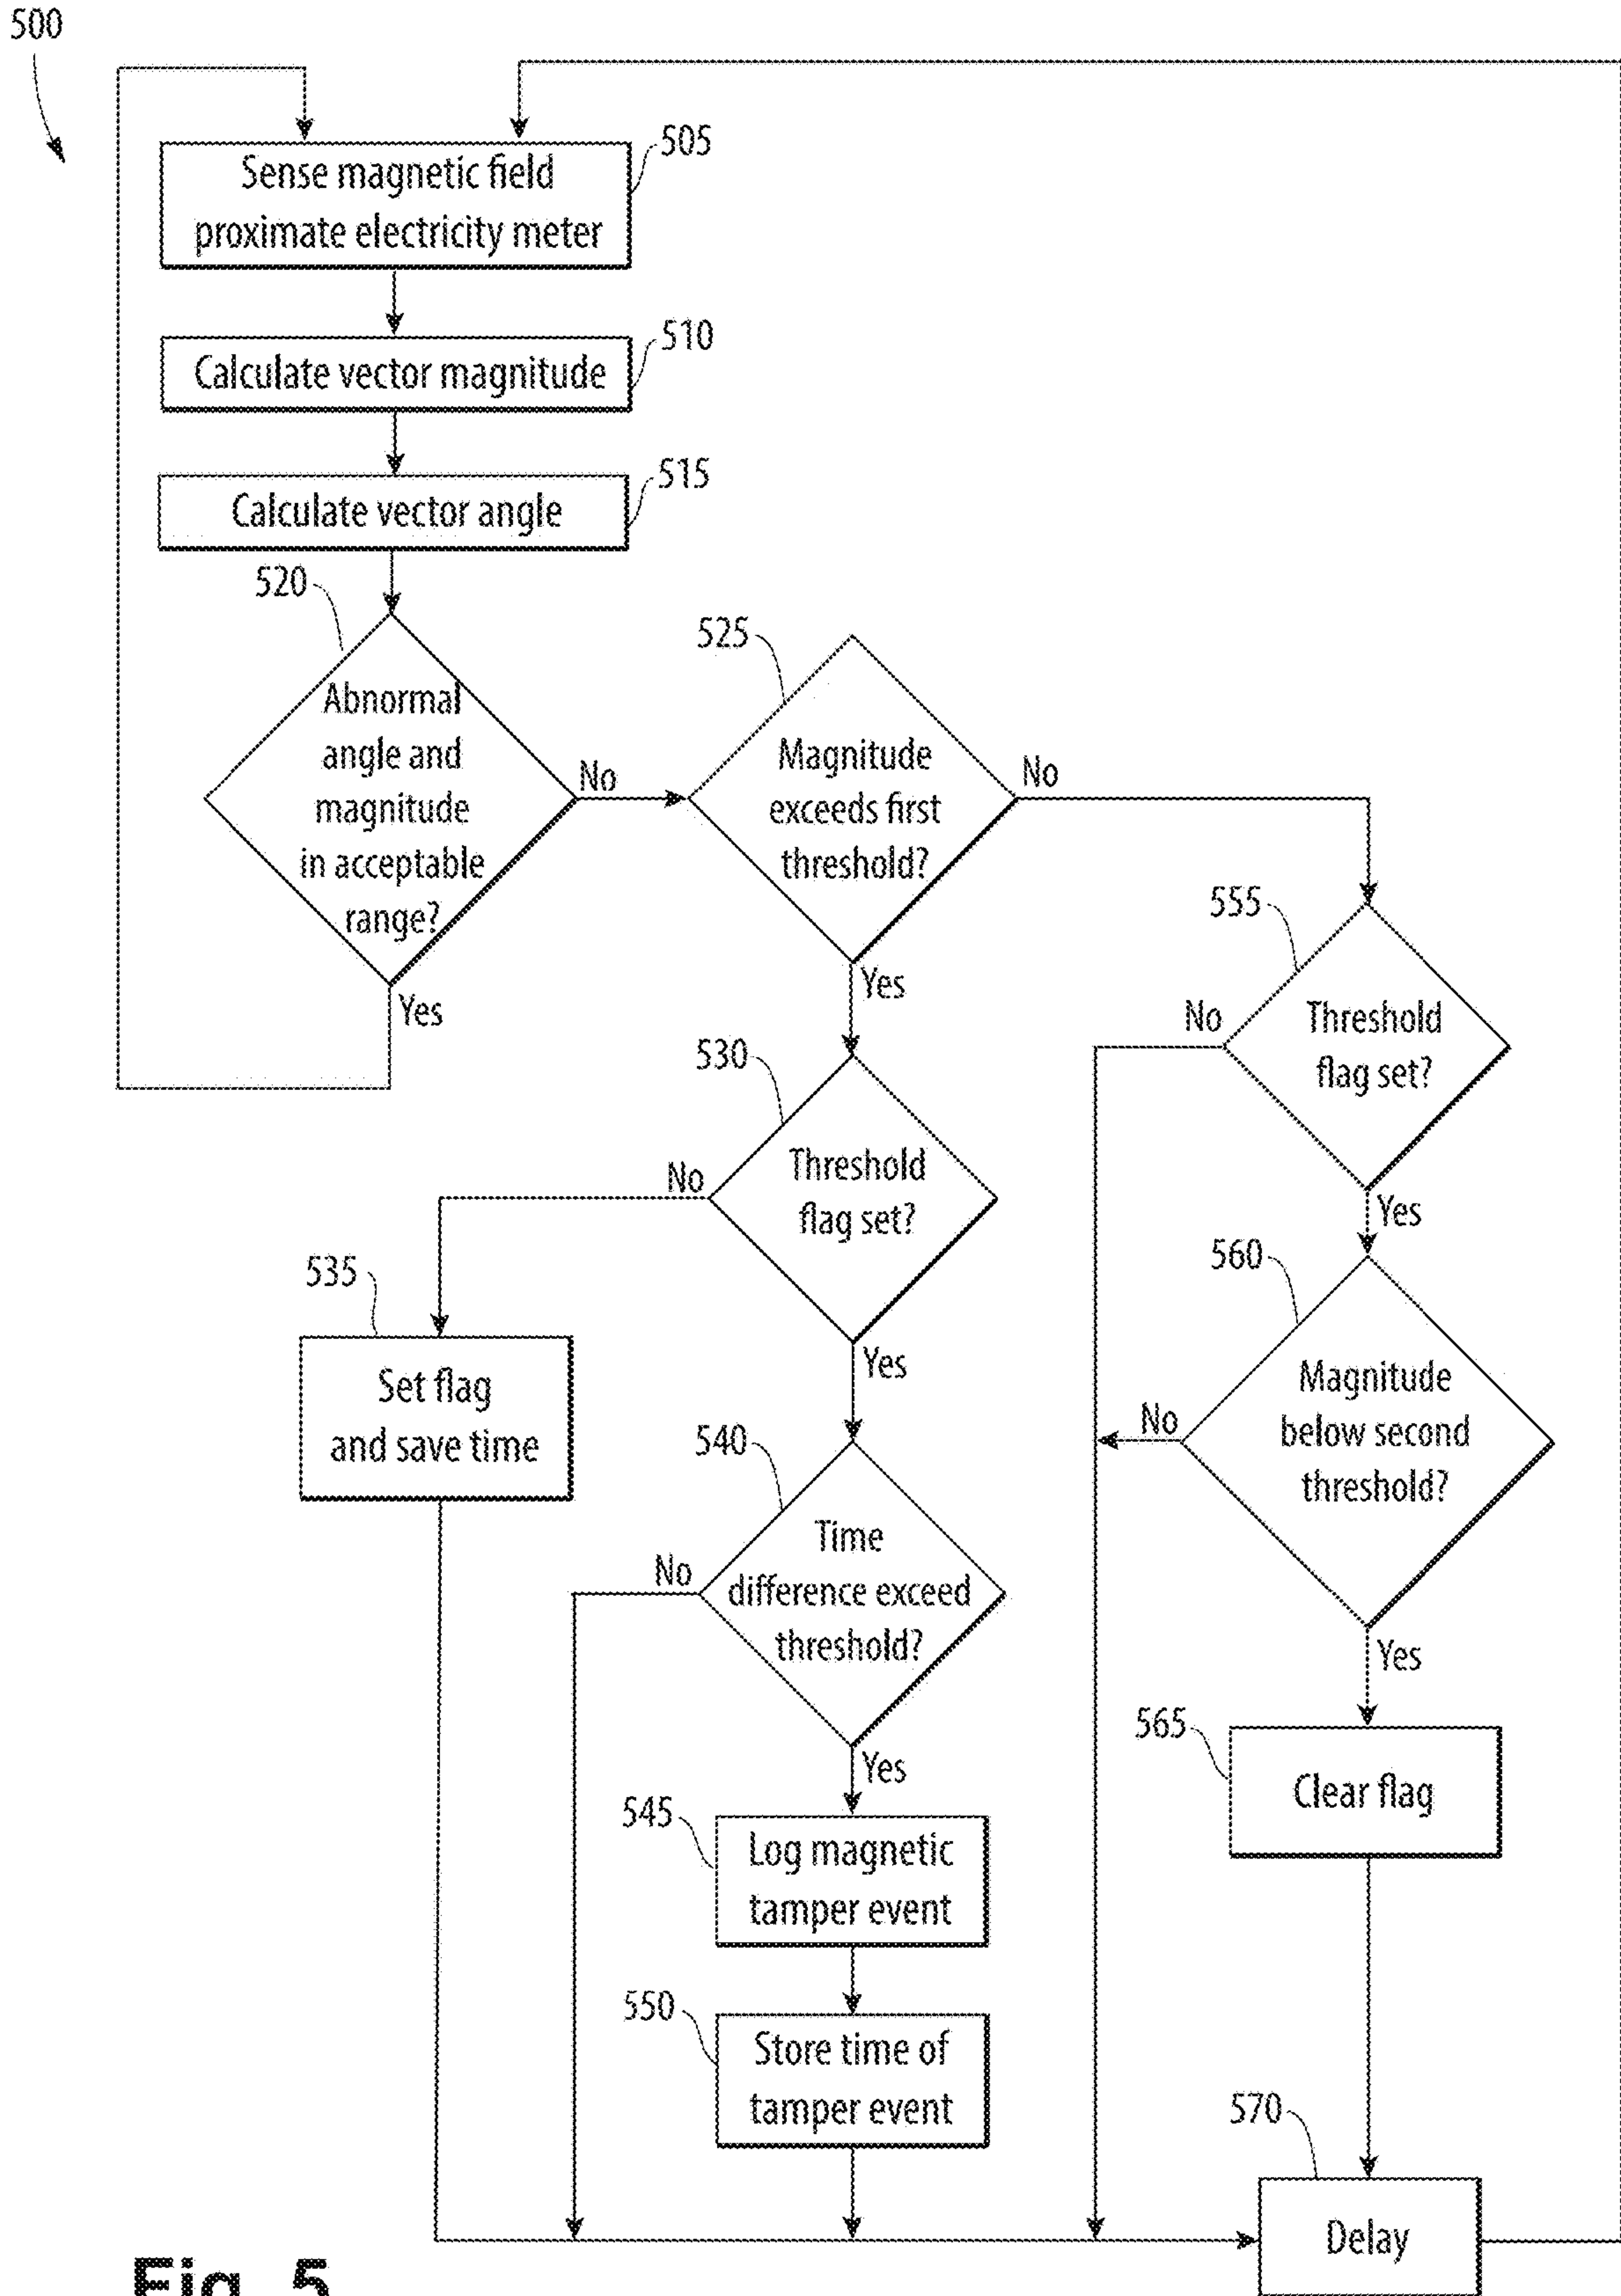 500
505
Sense magnetic field
proximate electricity meter
510
Calculate vector magnitude
515
Calculate vector angle
520
Abnormal
angle and
magnitude
in acceptable
range?
No
Yes
525
Magnitude
exceeds first
threshold?
No
Yes
530
Threshold
flag set?
No
Yes
535
Set flag
and save time
540
Time
difference exceed
threshold?
No
Yes
545
Log magnetic
tamper event
550
Store time of
tamper event
555
Threshold
flag set?
No
Yes
560
Magnitude
below second
threshold?
No
Yes
565
Clear flag
570
Delay
Fig. 5